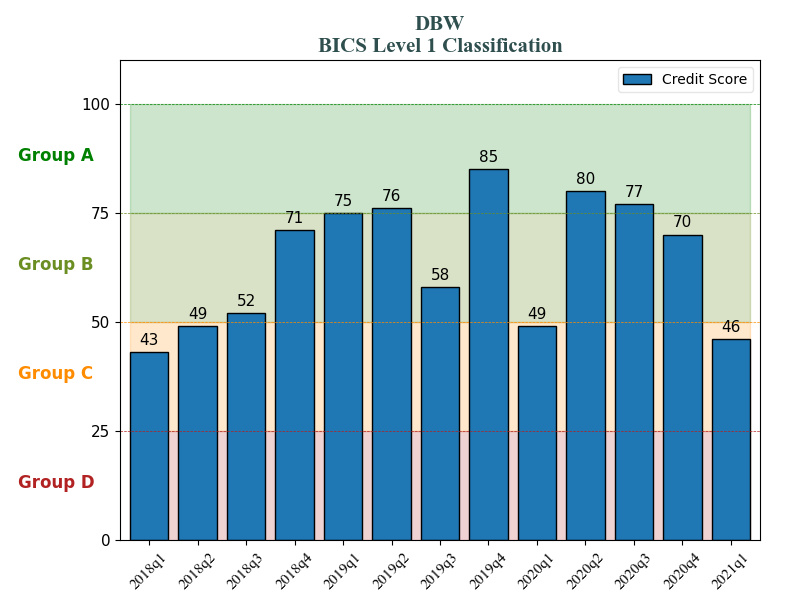 DBW
BICS Level 1 Classification
Credit Score
100
75
50
25
0
Group A
Group B
Group C
Group D
43
49
52
71
75
76
58
85
49
80
77
70
46
2018q1
2018q2
2018q3
2018q4
2019q1
2019q2
2019q3
2019q4
2020q1
2020q2
2020q3
2020q4
2021q1